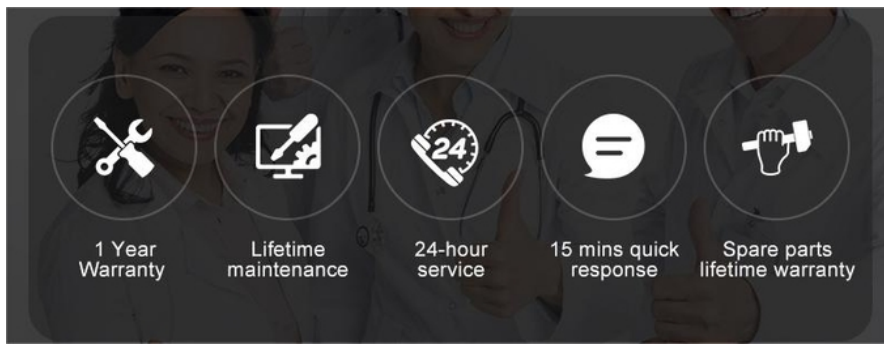 24
1 Year
Warranty
Lifetime
maintenance
24-hour
service
15 mins quick
response
Spare parts
lifetime warranty